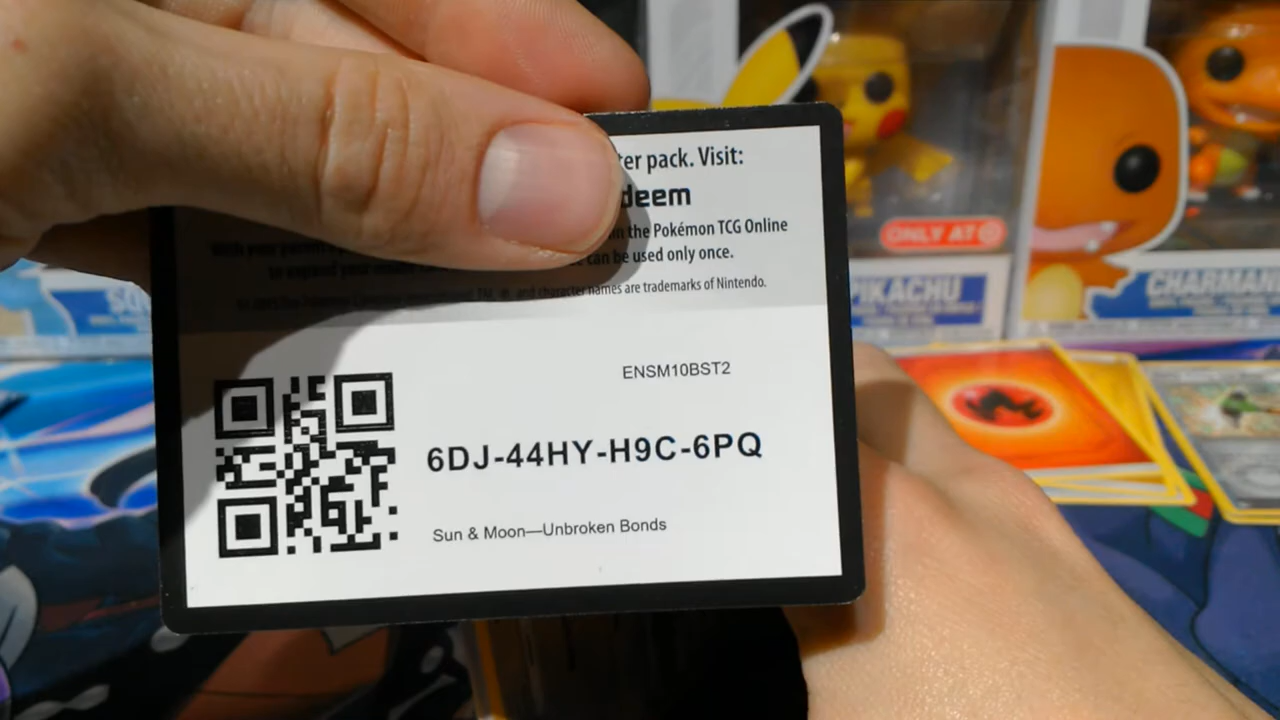 ter pack. Visit:
deem
in the Pokémon TCG Online
can be used only once.
and character names are trademarks of Nintendo.
ENSM10BST2
6DJ-44HY-H9C-6PQ
Sun & Moon—Unbroken Bonds
ONLY AT
PIKACHU
CHARMAN